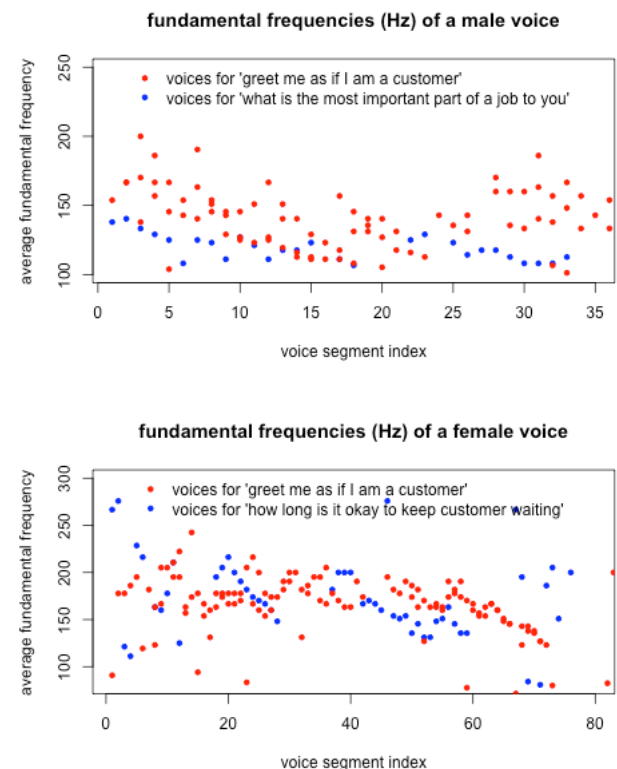 fundamental frequencies (Hz) of a male voice
average fundamental frequency
250
200
150
100
voices for 'greet me as if I am a customer'
voices for 'what is the most important part of a job to you'
0 5 10 15 20 25 30 35
voice segment index
fundamental frequencies (Hz) of a female voice
average fundamental frequency
300
250
200
150
100
voices for 'greet me as if I am a customer'
voices for 'how long is it okay to keep customer waiting'
0 20 40 60 80
voice segment index